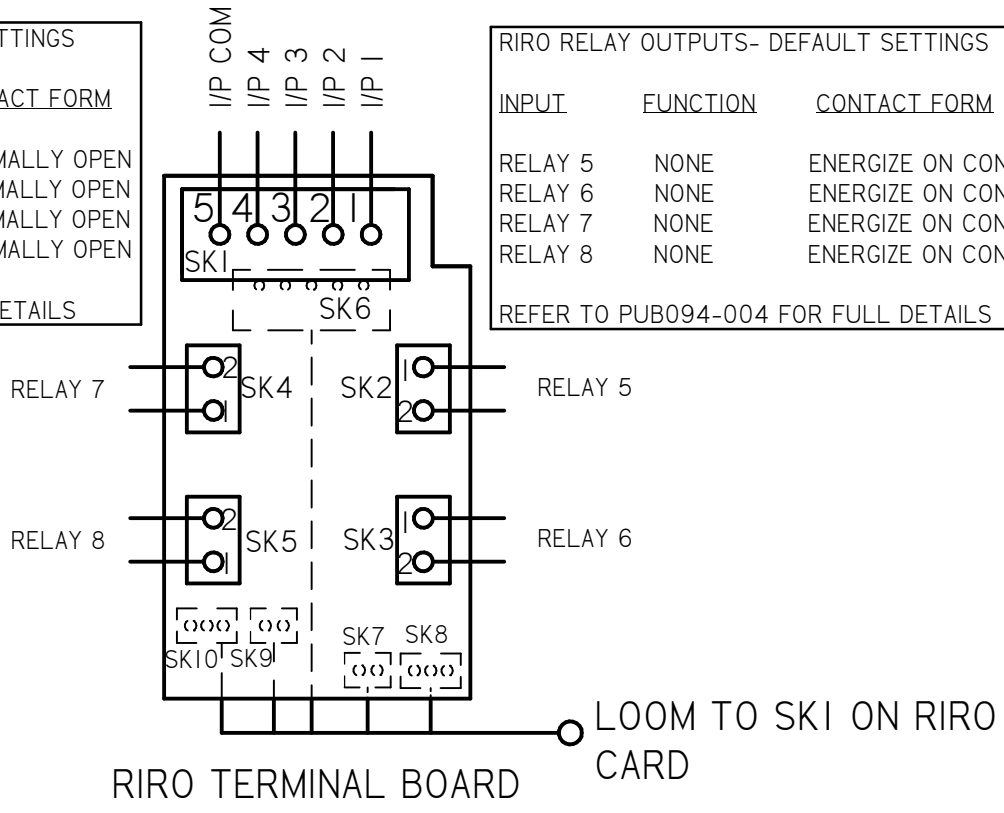 TTINGS
ACT FORM
MALLY OPEN
MALLY OPEN
MALLY OPEN
MALLY OPEN
ETAILS
I/P COM
I/P 4
I/P 3
I/P 2
I/P 1
RIRO RELAY OUTPUTS- DEFAULT SETTINGS
INPUT FUNCTION CONTACT FORM
RELAY 5 NONE ENERGIZE ON CON
RELAY 6 NONE ENERGIZE ON CON
RELAY 7 NONE ENERGIZE ON CON
RELAY 8 NONE ENERGIZE ON CON
REFER TO PUB094-004 FOR FULL DETAILS
5 4 3 2 1
SK1
SK6
RELAY 7
2
1
SK4
SK2
1
2
RELAY 5
RELAY 8
2
1
SK5
SK3
1
2
RELAY 6
SK10
SK9
SK7
SK8
LOOM TO SK1 ON RIRO
CARD
RIRO TERMINAL BOARD